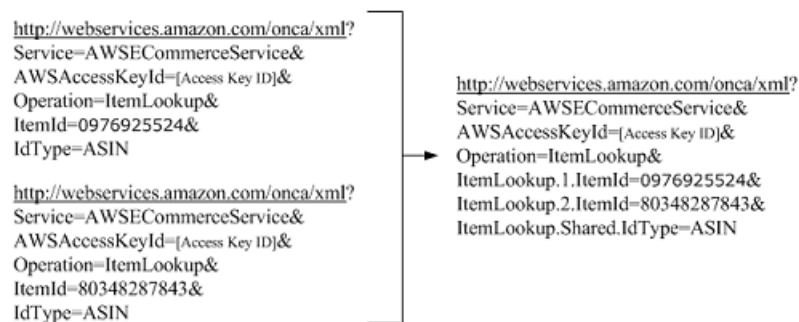 http://webservices.amazon.com/onca/xml?
Service=AWSECommerceService&
AWSAccessKeyId=[Access Key ID]&
Operation=ItemLookup&
ItemId=0976925524&
IdType=ASIN
http://webservices.amazon.com/onca/xml?
Service=AWSECommerceService&
AWSAccessKeyId=[Access Key ID]&
Operation=ItemLookup&
ItemId=80348287843&
IdType=ASIN
http://webservices.amazon.com/onca/xml?
Service=AWSECommerceService&
AWSAccessKeyId=[Access Key ID]&
Operation=ItemLookup&
ItemLookup.1.ItemId=0976925524&
ItemLookup.2.ItemId=80348287843&
ItemLookup.Shared.IdType=ASIN